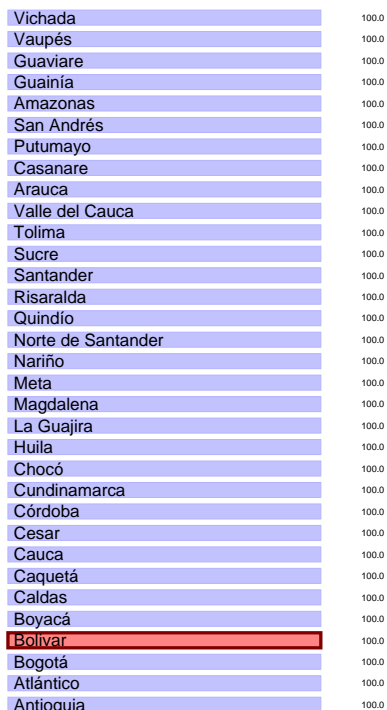 Vichada 100.0
Vaupés 100.0
Guaviare 100.0
Guainía 100.0
Amazonas 100.0
San Andrés 100.0
Putumayo 100.0
Casanare 100.0
Arauca 100.0
Valle del Cauca 100.0
Tolima 100.0
Sucre 100.0
Santander 100.0
Risaralda 100.0
Quindío 100.0
Norte de Santander 100.0
Nariño 100.0
Meta 100.0
Magdalena 100.0
La Guajira 100.0
Huila 100.0
Chocó 100.0
Cundinamarca 100.0
Córdoba 100.0
Cesar 100.0
Cauca 100.0
Caquetá 100.0
Caldas 100.0
Boyacá 100.0
Bolivar 100.0
Bogotá 100.0
Atlántico 100.0
Antioquia 100.0